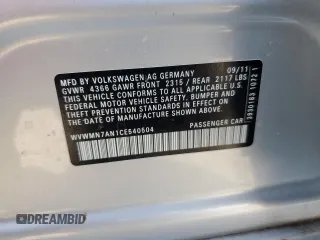 MFD BY VOLKSWAGEN AG GERMANY 09/11
GVWR 4366 GAWR FRONT 2315 / REAR 2117 LBS
THIS VEHICLE CONFORMS TO ALL APPLICABLE U.S.
FEDERAL MOTOR VEHICLE SAFETY, BUMPER AND
THEFT PREVENTION STANDARDS IN EFFECT ON THE
DATE OF MANUFACTURE SHOWN ABOVE
WVWMN7AN1CE540504 PASSENGER CAR
BIDAMBID